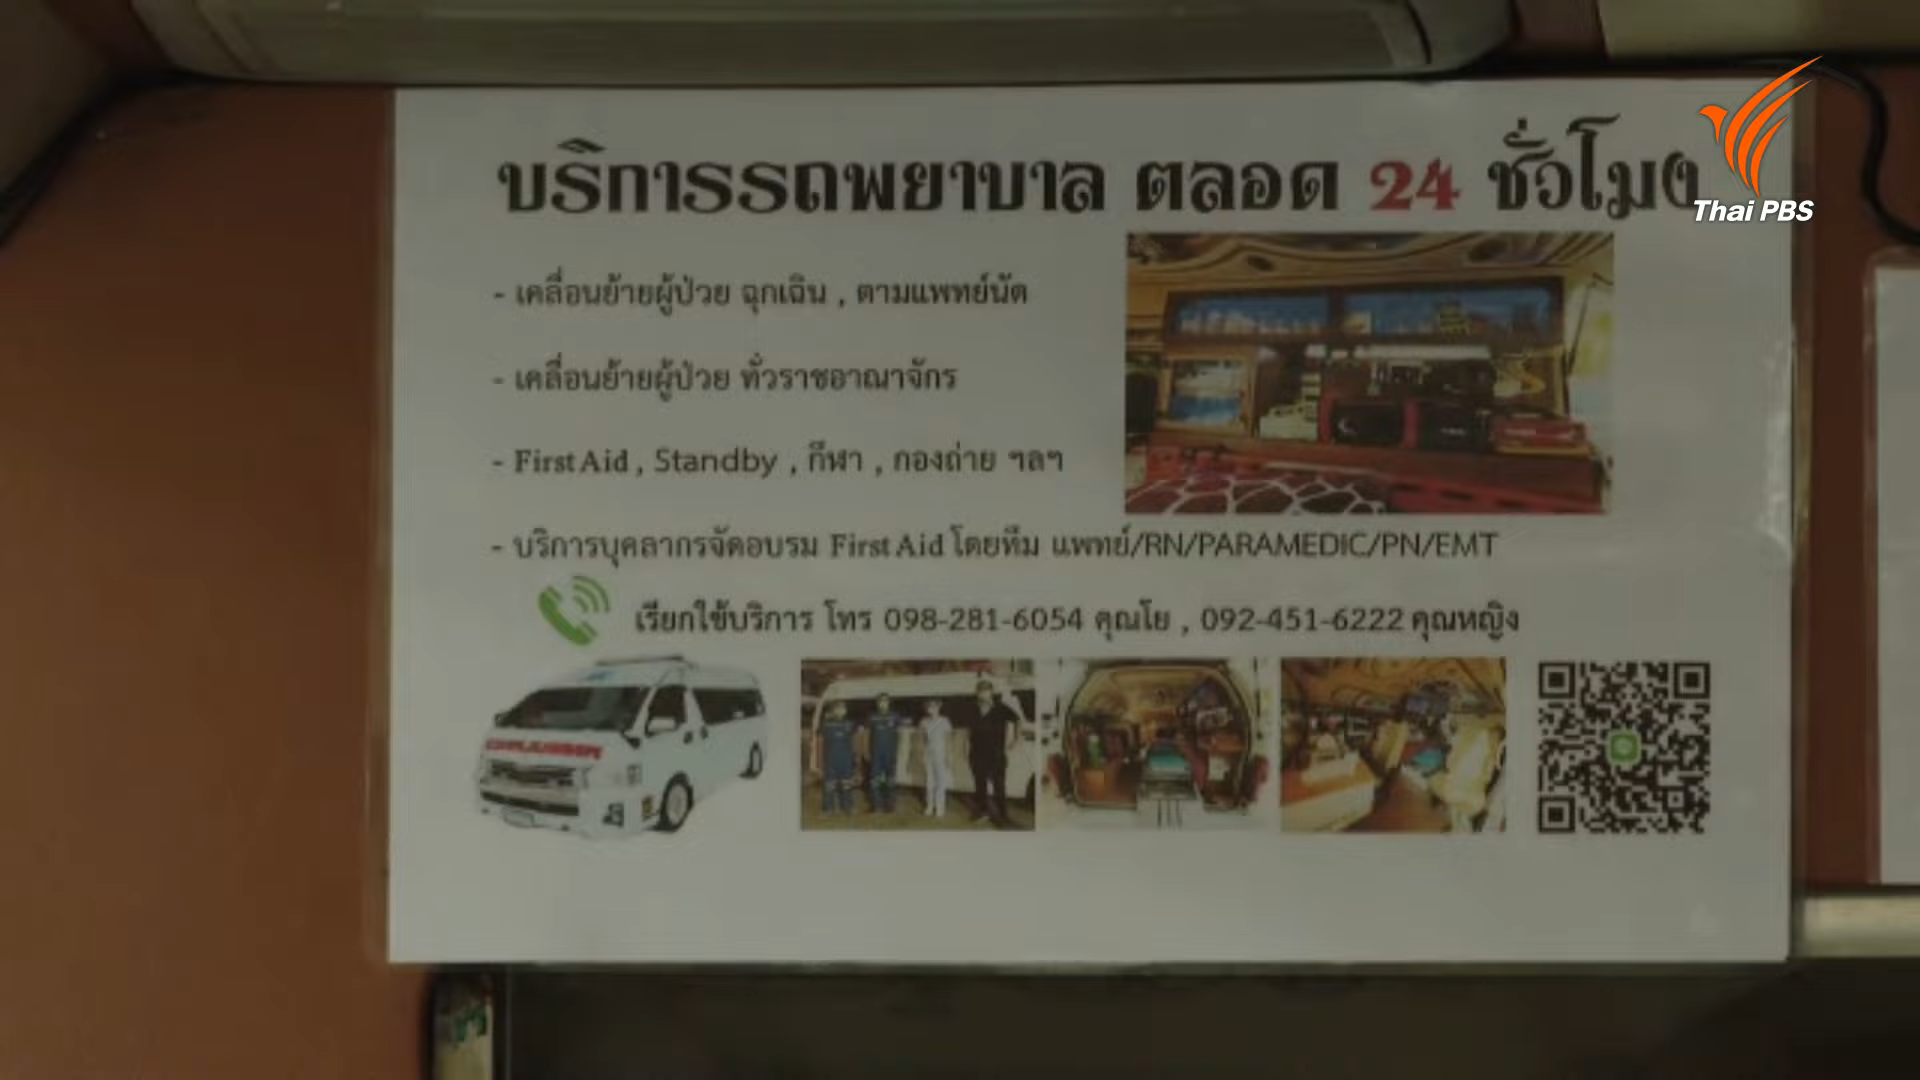 Thai PBS
บริการรถพยาบาล ตลอด 24 ชั่วโมง
- เคลื่อนย้ายผู้ป่วย ฉุกเฉิน , ตามแพทย์นัด
- เคลื่อนย้ายผู้ป่วย ทั่วราชอาณาจักร
- First Aid , Standby , กีฬา , กองถ่าย ฯลฯ
- บริการบุคลากรจัดอบรม First Aid โดยทีม แพทย์/RN/PARAMEDIC/PN/EMT
เรียกใช้บริการ โทร 098-281-6054 คุณโย , 092-451-6222 คุณหญิง